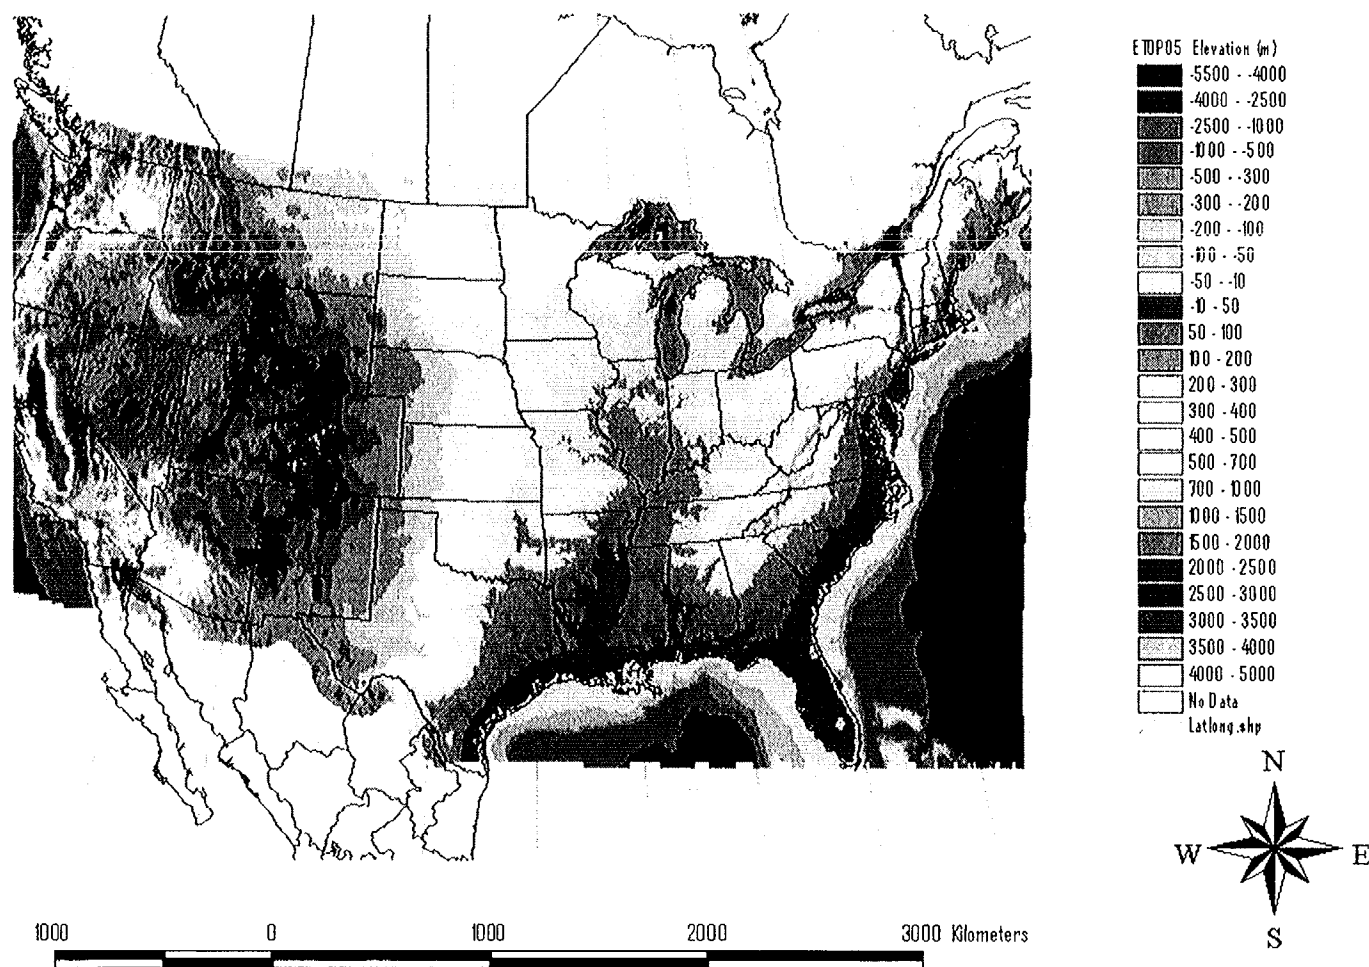 ETOPO5 Elevation (m)
-5500 - -4000
-4000 - -2500
-2500 - -1000
-1000 - -500
-500 - -300
-300 - -200
-200 - -100
-100 - -50
-50 - -10
-10 - 50
50 - 100
100 - 200
200 - 300
300 - 400
400 - 500
500 - 700
700 - 1000
1000 - 1500
1500 - 2000
2000 - 2500
2500 - 3000
3000 - 3500
3500 - 4000
4000 - 5000
No Data
Latlong.shp
N
W E
S
1000 0 1000 2000 3000 Kilometers